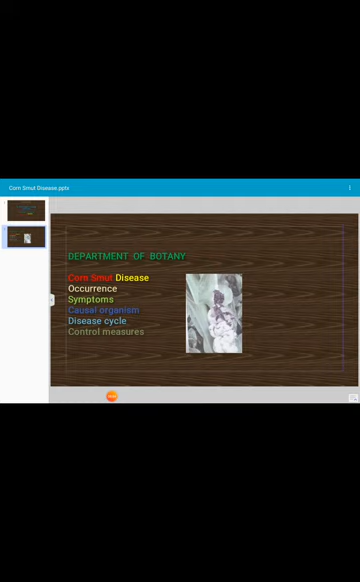 Corn Smut Disease.pptx
DEPARTMENT OF BOTANY
Corn Smut Disease
Occurrence
Symptoms
Causal organism
Disease cycle
Control measures